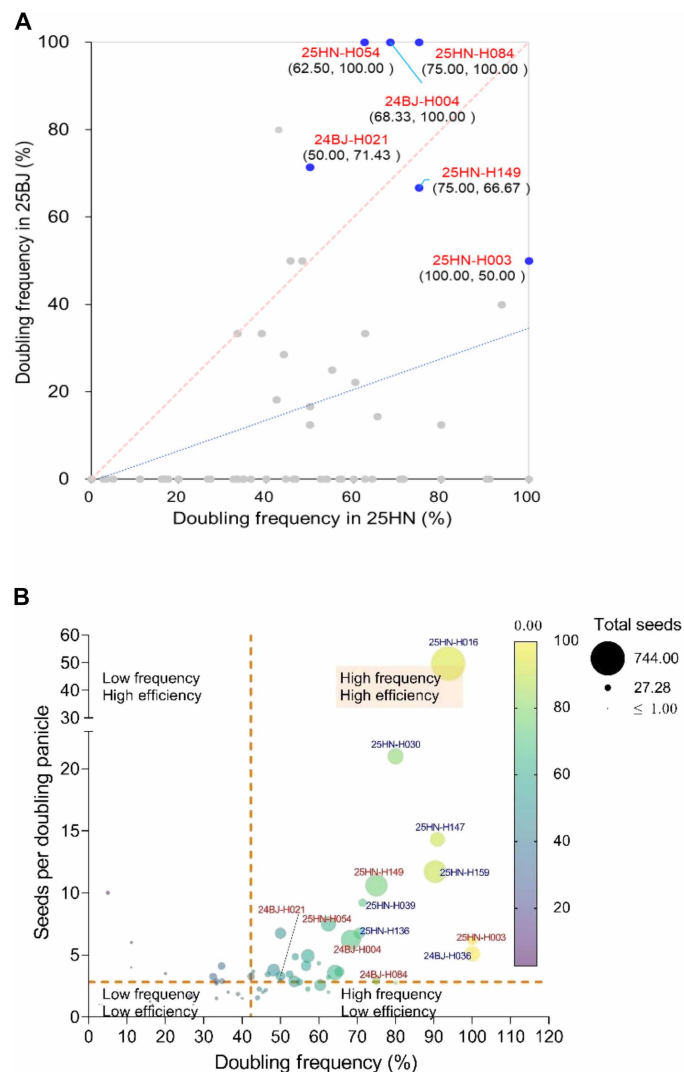 A
Doubling frequency in 25BJ (%)
100
80
60
40
20
0
25HN-H054
(62.50, 100.00 )
25HN-H084
(75.00, 100.00 )
24BJ-H004
(68.33, 100.00 )
24BJ-H021
(50.00, 71.43 )
25HN-H149
(75.00, 66.67 )
25HN-H003
(100.00, 50.00 )
0 20 40 60 80 100
Doubling frequency in 25HN (%)
B
Seeds per doubling panicle
60
50
40
30
20
15
10
5
0
Low frequency
High efficiency
High frequency
High efficiency
Low frequency
Low efficiency
High frequency
Low efficiency
25HN-H016
25HN-H030
25HN-H147
25HN-H149
25HN-H159
25HN-H039
24BJ-H021
25HN-H054
25HN-H136
24BJ-H004
25HN-H003
24BJ-H036
24BJ-H084
0 10 20 30 40 50 60 70 80 90 100 110 120
Doubling frequency (%)
0.00
100
80
60
40
20
Total seeds
744.00
27.28
≤ 1.00